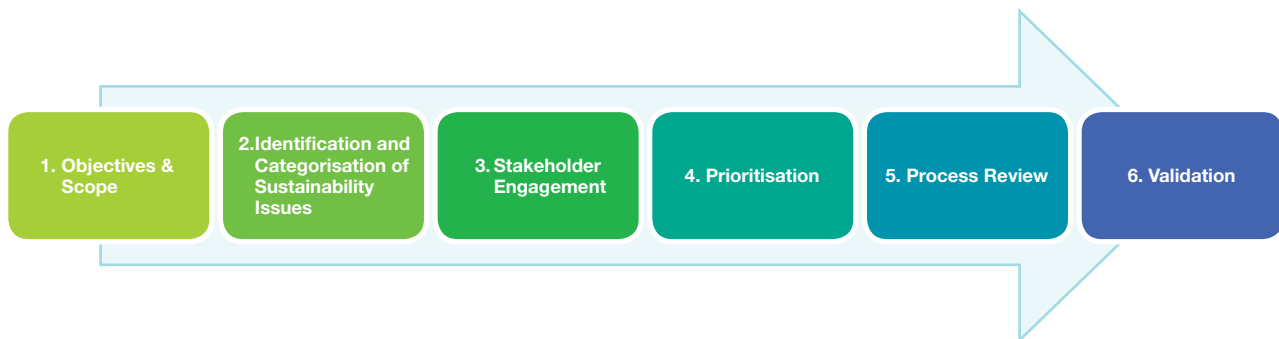 1. Objectives &
Scope
2.Identification and
Categorisation of
Sustainability
Issues
3. Stakeholder
Engagement
4. Prioritisation
5. Process Review
6. Validation